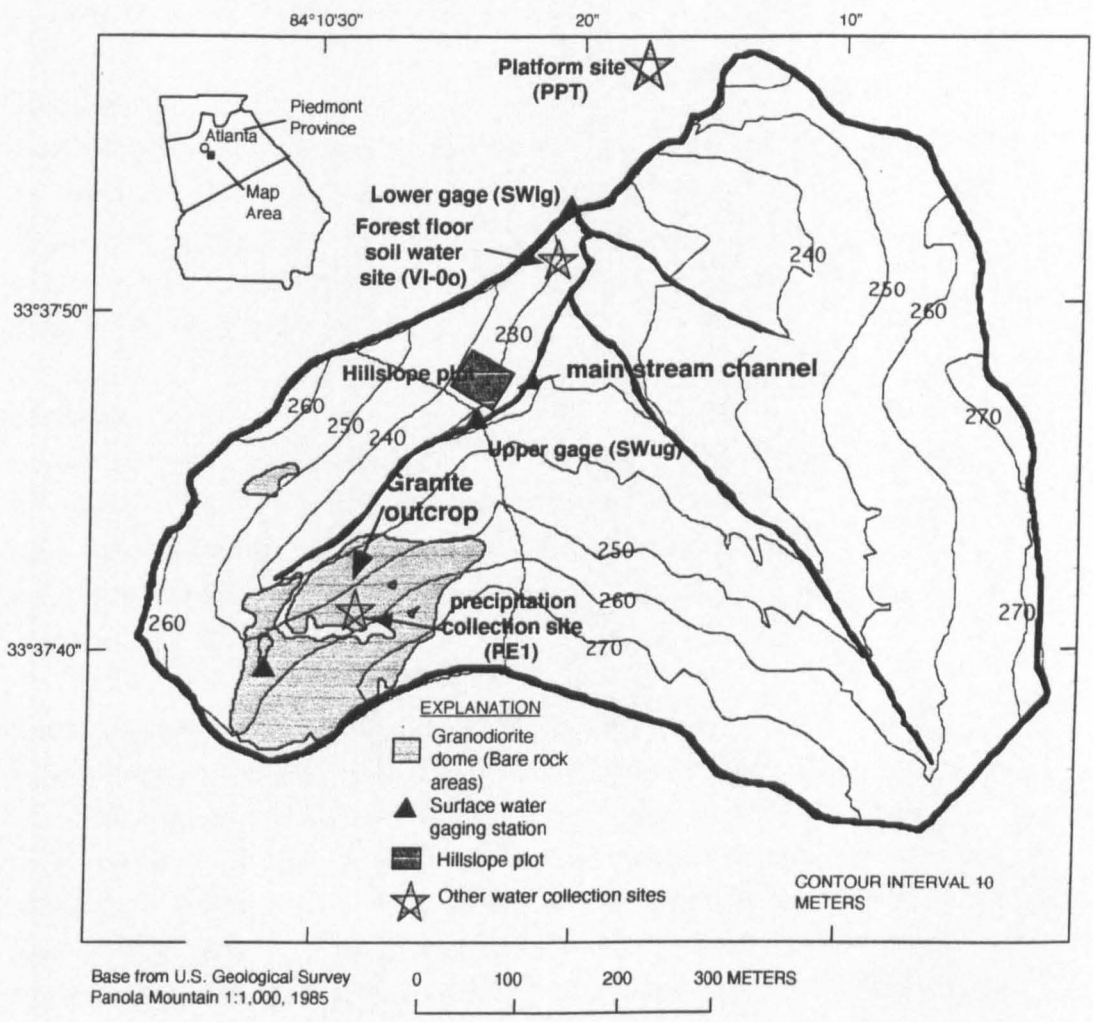 84°10'30"
20"
10"
Platform site
(PPT)
Piedmont
Province
Atlanta
Map
Area
Lower gage (SWlg)
Forest floor
soil water
site (VI-0o)
240
250
260
33°37'50"
230
Hillslope plot
main stream channel
260
250
240
270
Upper gage (SWug)
Granite
outcrop
250
260
precipitation
collection site
(PE1)
260
270
270
33°37'40"
EXPLANATION
Granodiorite
dome (Bare rock
areas)
Surface water
gaging station
Hillslope plot
Other water collection sites
CONTOUR INTERVAL 10
METERS
Base from U.S. Geological Survey
Panola Mountain 1:1,000, 1985
0 100 200 300 METERS